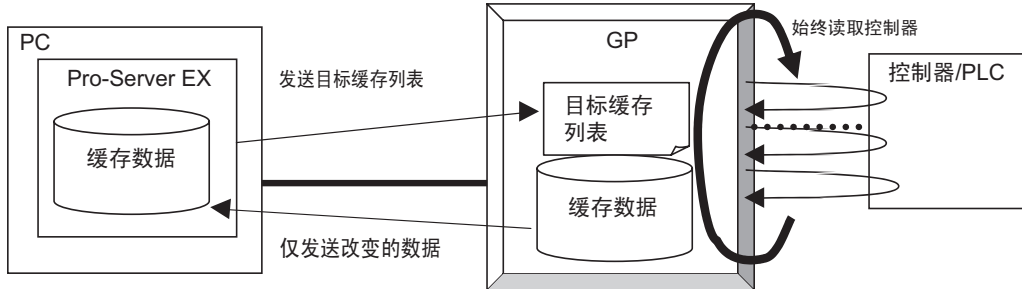 PC
Pro-Server EX
缓存数据
发送目标缓存列表
仅发送改变的数据
GP
目标缓存
列表
缓存数据
始终读取控制器
控制器/PLC